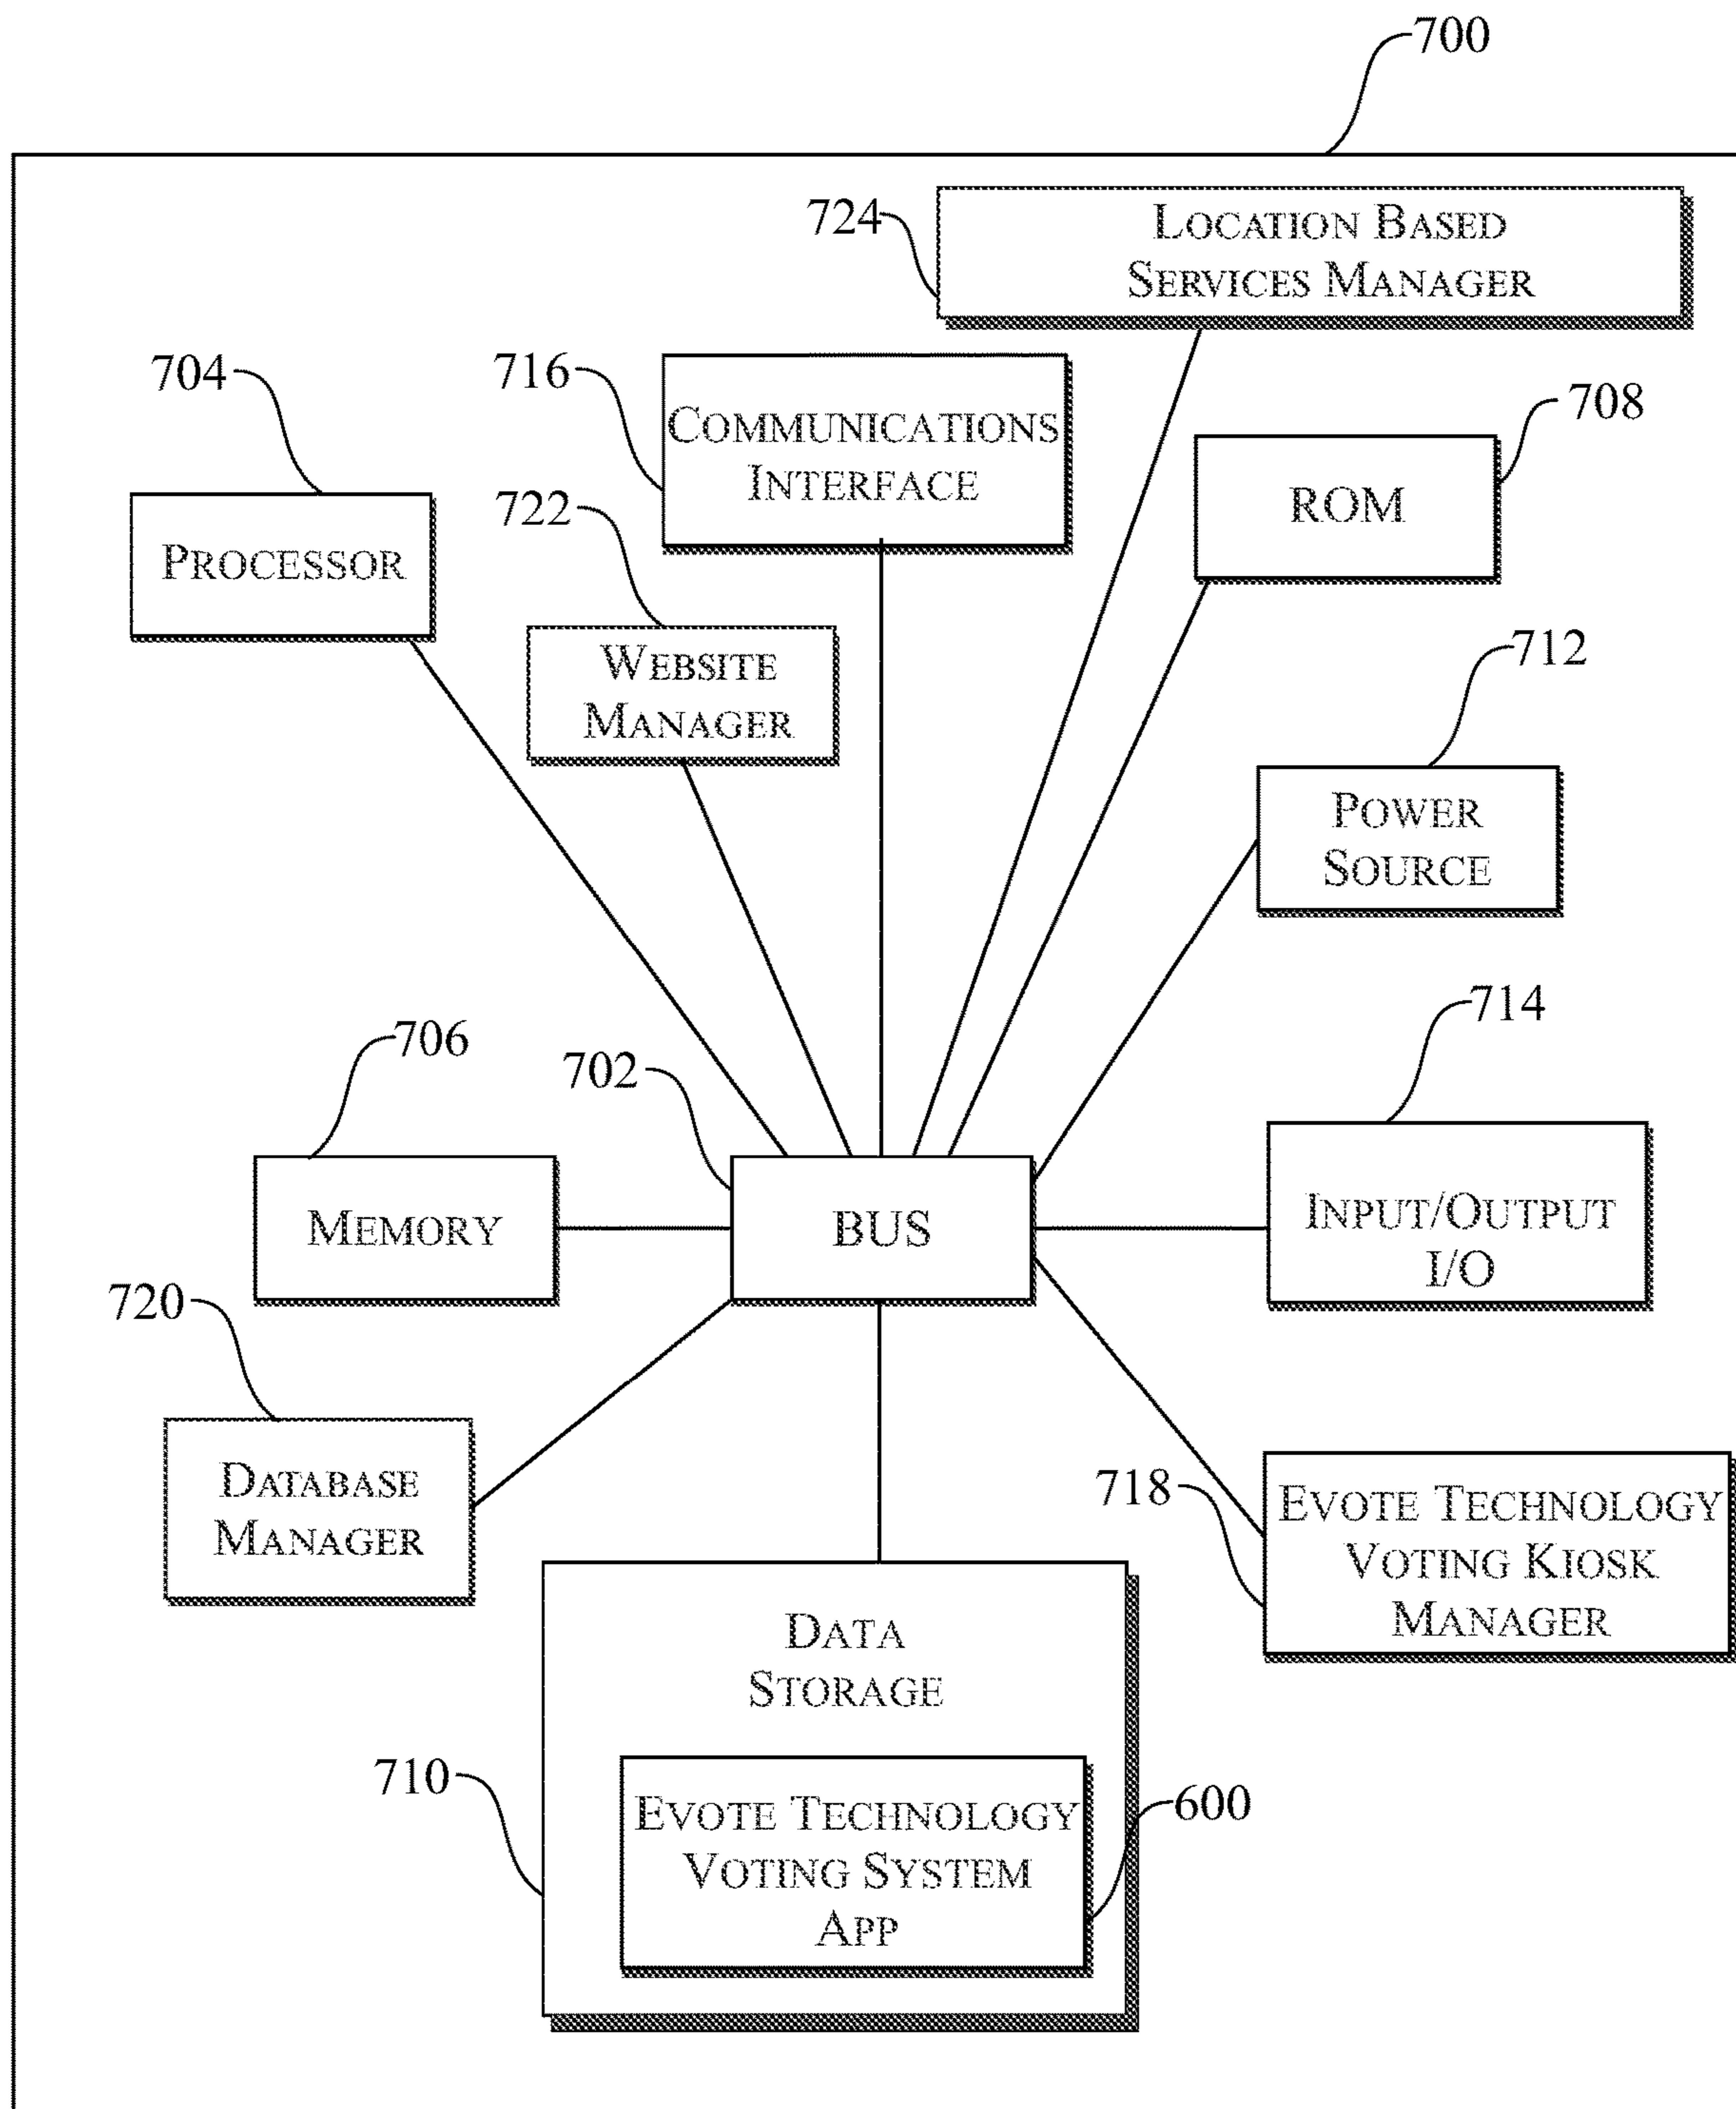 700
724
LOCATION BASED
SERVICES MANAGER
704
716
COMMUNICATIONS
INTERFACE
708
ROM
PROCESSOR
722
WEBSITE
MANAGER
712
POWER
SOURCE
714
706
702
MEMORY
BUS
INPUT/OUTPUT
I/O
720
DATABASE
MANAGER
718
EVOTE TECHNOLOGY
VOTING KIOSK
MANAGER
DATA
STORAGE
710
EVOTE TECHNOLOGY
VOTING SYSTEM
APP
600